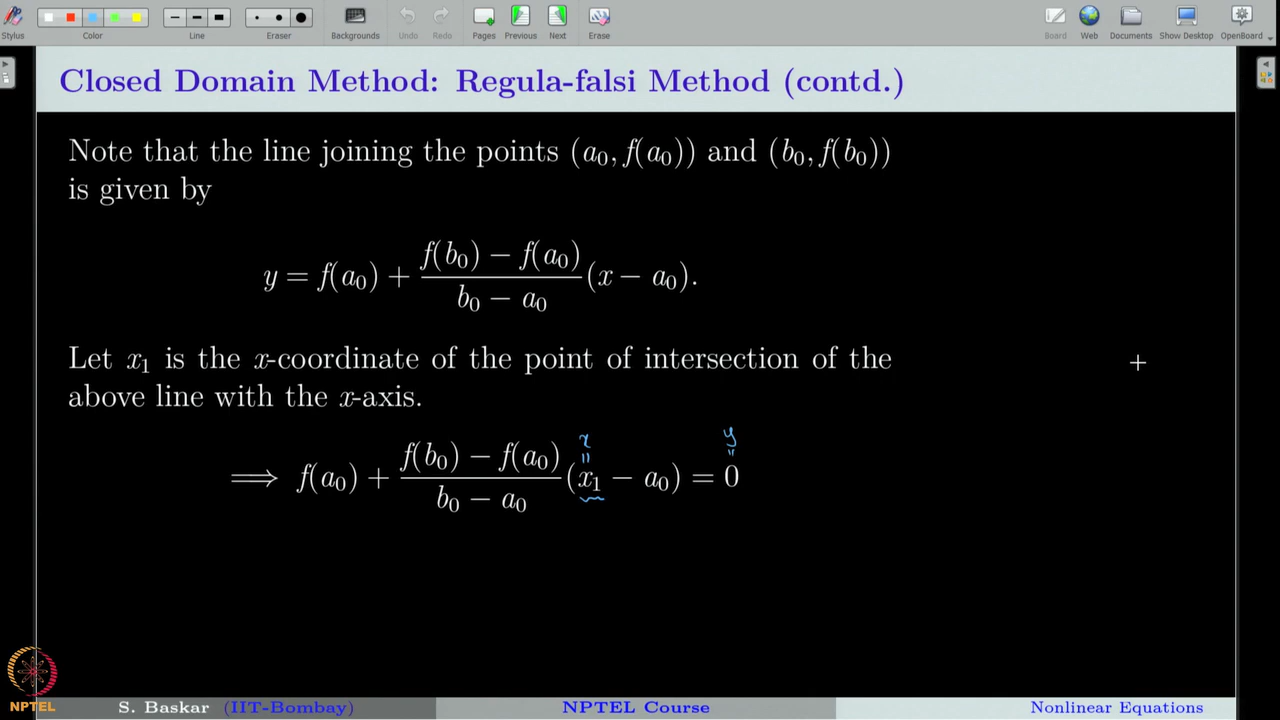 Stylus Color Line Eraser Backgrounds Undo Redo Pages Previous Next Erase Board Web Documents Show Desktop OpenBoard
Closed Domain Method: Regula-falsi Method (contd.)
Note that the line joining the points (a₀, f(a₀)) and (b₀, f(b₀))
is given by
y = f(a₀) + \frac{f(b₀) − f(a₀)}{b₀ − a₀}(x − a₀).
Let x₁ is the x-coordinate of the point of intersection of the
above line with the x-axis.
x y
⟹ f(a₀) + \frac{f(b₀) − f(a₀)}{b₀ − a₀}(x₁ − a₀) = 0
NPTEL
S. Baskar (IIT-Bombay) NPTEL Course Nonlinear Equations